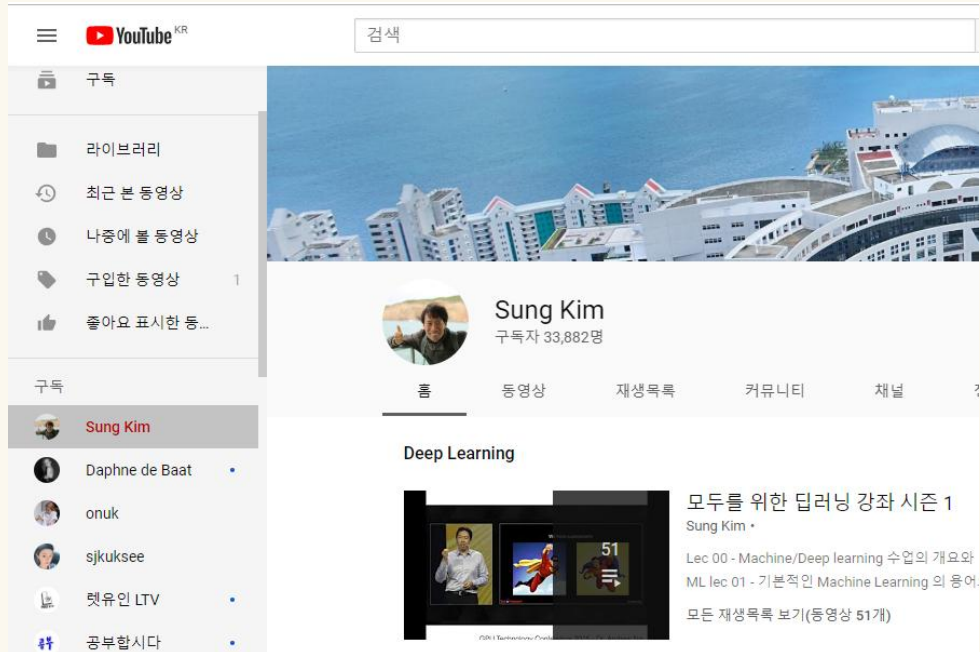 YouTube KR
검색
구독
라이브러리
최근 본 동영상
나중에 볼 동영상
구입한 동영상 1
좋아요 표시한 동...
구독
Sung Kim
Daphne de Baat
onuk
sjkuksee
렛유인 LTV
공부합시다
Sung Kim
구독자 33,882명
홈 동영상 재생목록 커뮤니티 채널
Deep Learning
51
모두를 위한 딥러닝 강좌 시즌 1
Sung Kim •
Lec 00 - Machine/Deep learning 수업의 개요와
ML lec 01 - 기본적인 Machine Learning 의 용어
모든 재생목록 보기(동영상 51개)